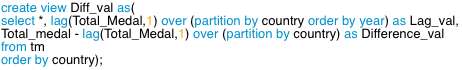 create view Diff_val as(
select *, lag(Total_Medal,1) over (partition by country order by year) as Lag_val,
Total_medal - lag(Total_Medal,1) over (partition by country) as Difference_val
from tm
order by country);